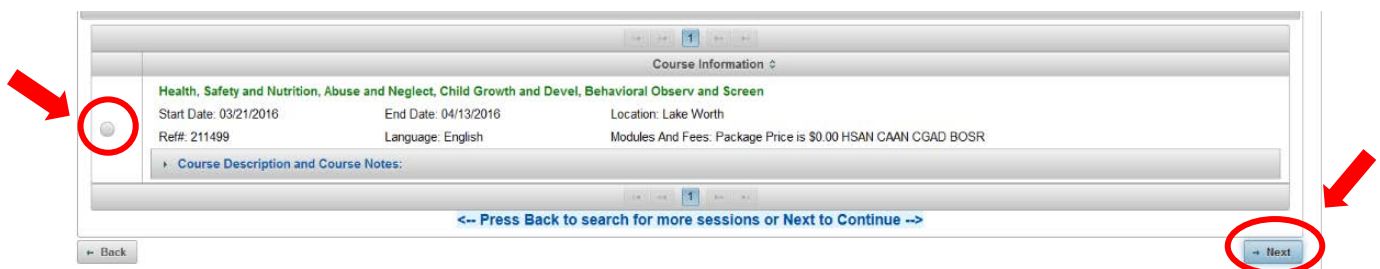 1
Course Information
Health, Safety and Nutrition, Abuse and Neglect, Child Growth and Devel, Behavioral Observ and Screen
Start Date: 03/21/2016 End Date: 04/13/2016 Location: Lake Worth
Ref#: 211499 Language: English Modules And Fees: Package Price is $0.00 HSAN CAAN CGAD BOSR
Course Description and Course Notes:
1
<-- Press Back to search for more sessions or Next to Continue -->
Back Next